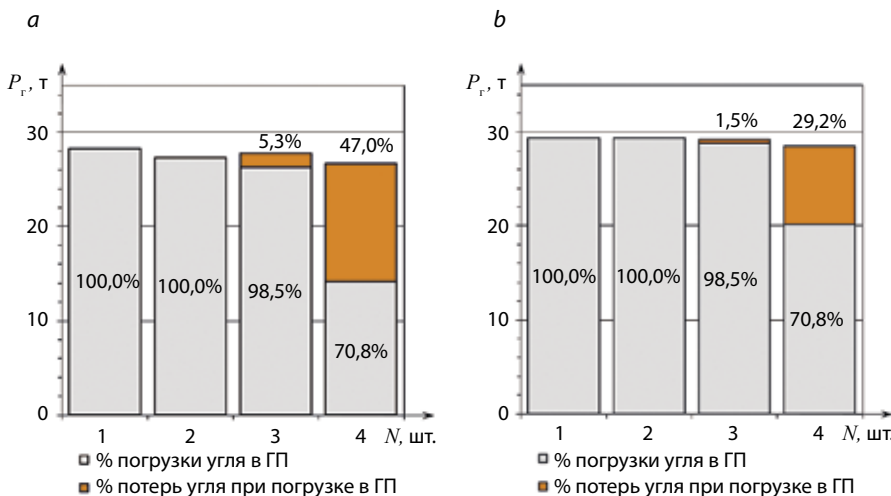 a
P_г, т
30
20
10
0
5,3%
47,0%
100,0%
100,0%
98,5%
70,8%
1
2
3
4
N, шт.
% погрузки угля в ГП
% потерь угля при погрузке в ГП
b
P_г, т
30
20
10
0
1,5%
29,2%
100,0%
100,0%
98,5%
70,8%
1
2
3
4
N, шт.
% погрузки угля в ГП
% потерь угля при погрузке в ГП